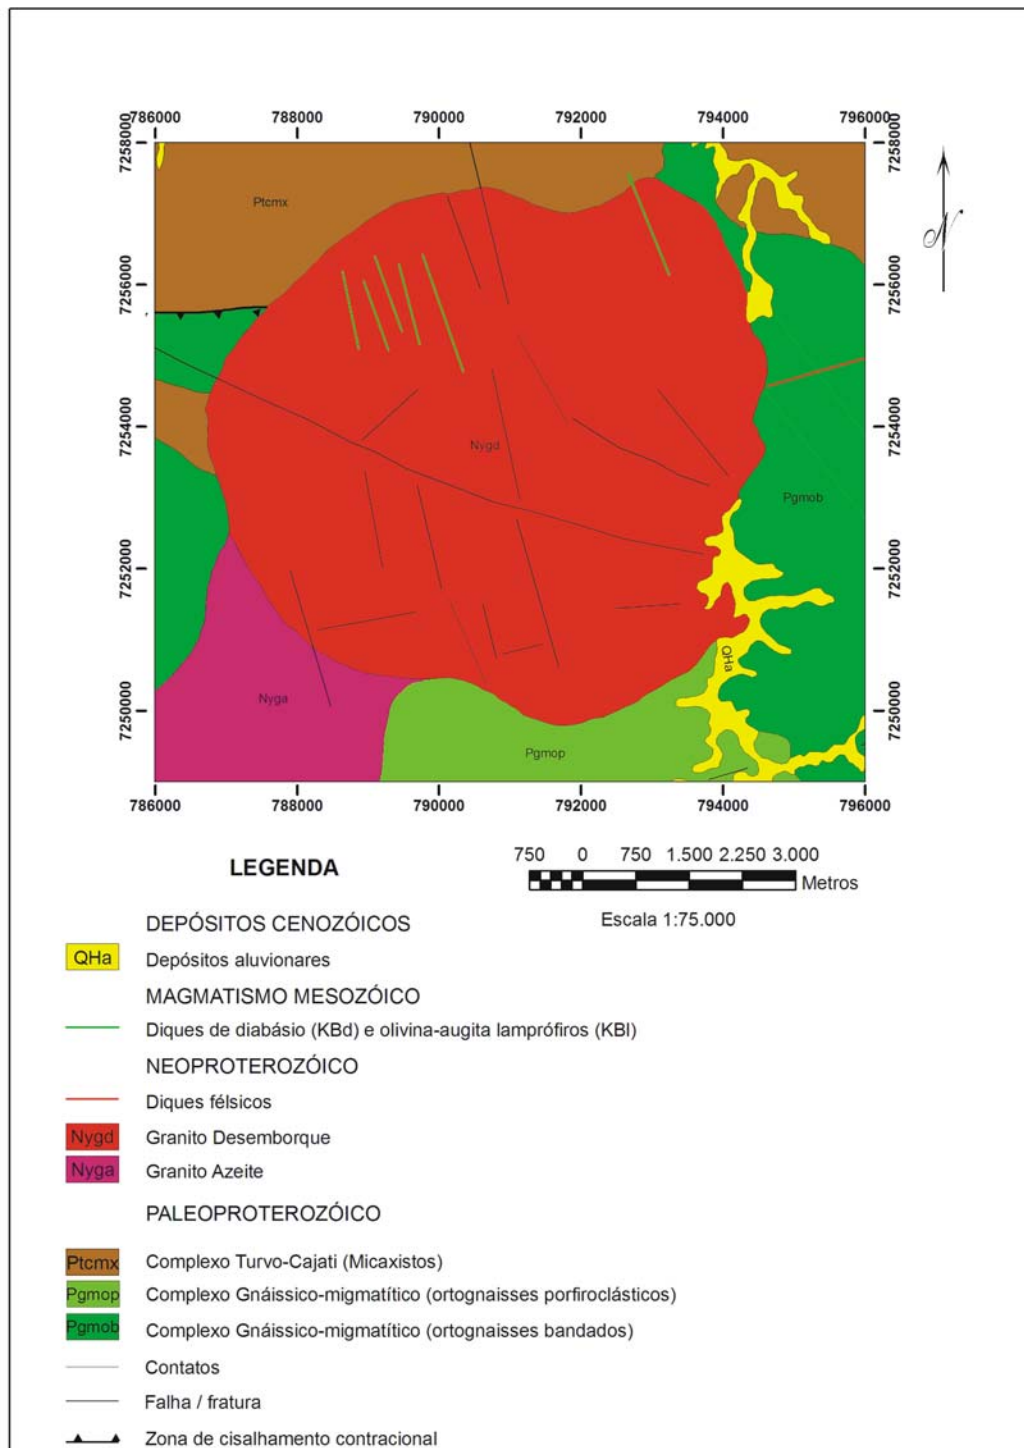 786000 788000 790000 792000 794000 796000
7258000 7258000
Ptcmx
N
7256000 7256000
7254000 7254000
Nygd
Pgmob
7252000 7252000
QHa
Nyga
7250000 7250000
Pgmop
786000 788000 790000 792000 794000 796000
LEGENDA
750 0 750 1.500 2.250 3.000
Metros
Escala 1:75.000
DEPÓSITOS CENOZÓICOS
QHa Depósitos aluvionares
MAGMATISMO MESOZÓICO
Diques de diabásio (KBd) e olivina-augita lamprófiros (KBl)
NEOPROTEROZÓICO
Diques félsicos
Nygd Granito Desemborque
Nyga Granito Azeite
PALEOPROTEROZÓICO
Ptcmx Complexo Turvo-Cajati (Micaxistos)
Pgmop Complexo Gnáissico-migmatítico (ortognaisses porfiroclásticos)
Pgmob Complexo Gnáissico-migmatítico (ortognaisses bandados)
Contatos
Falha / fratura
Zona de cisalhamento contracional